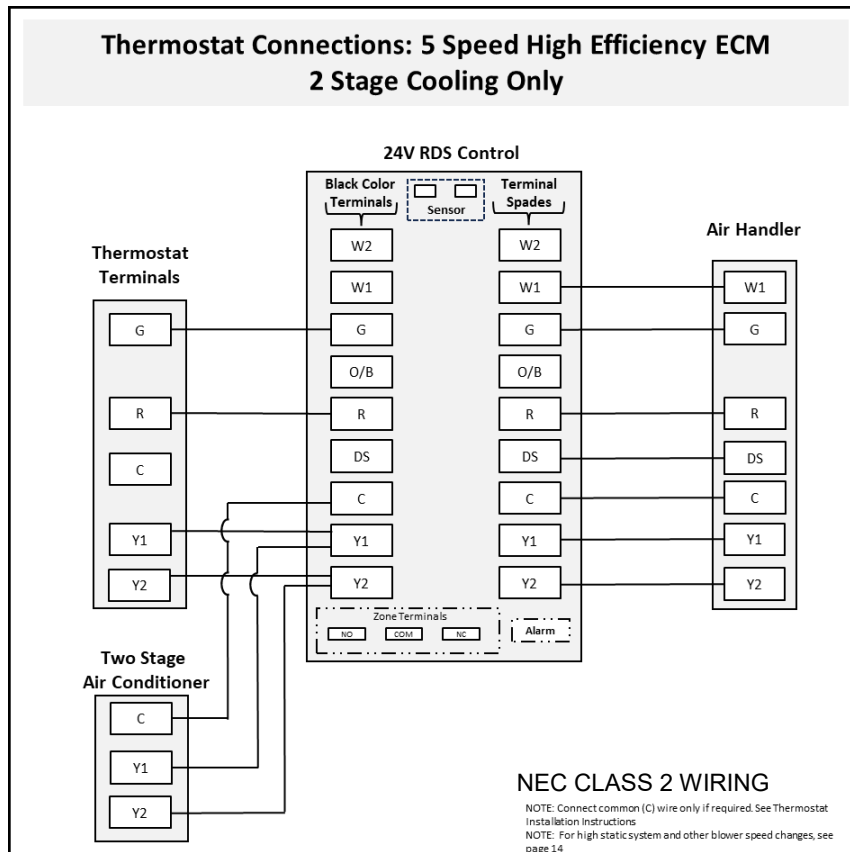 Thermostat Connections: 5 Speed High Efficiency ECM
2 Stage Cooling Only
24V RDS Control
Black Color
Terminals
Sensor
Terminal
Spades
Thermostat
Terminals
G
R
C
Y1
Y2
W2
W1
G
O/B
R
DS
C
Y1
Y2
W2
W1
G
O/B
R
DS
C
Y1
Y2
Zone Terminals
NO
COM
NC
Alarm
Air Handler
W1
G
R
DS
C
Y1
Y2
Two Stage
Air Conditioner
C
Y1
Y2
NEC CLASS 2 WIRING
NOTE: Connect common (C) wire only if required. See Thermostat
Installation Instructions
NOTE: For high static system and other blower speed changes, see
page 14